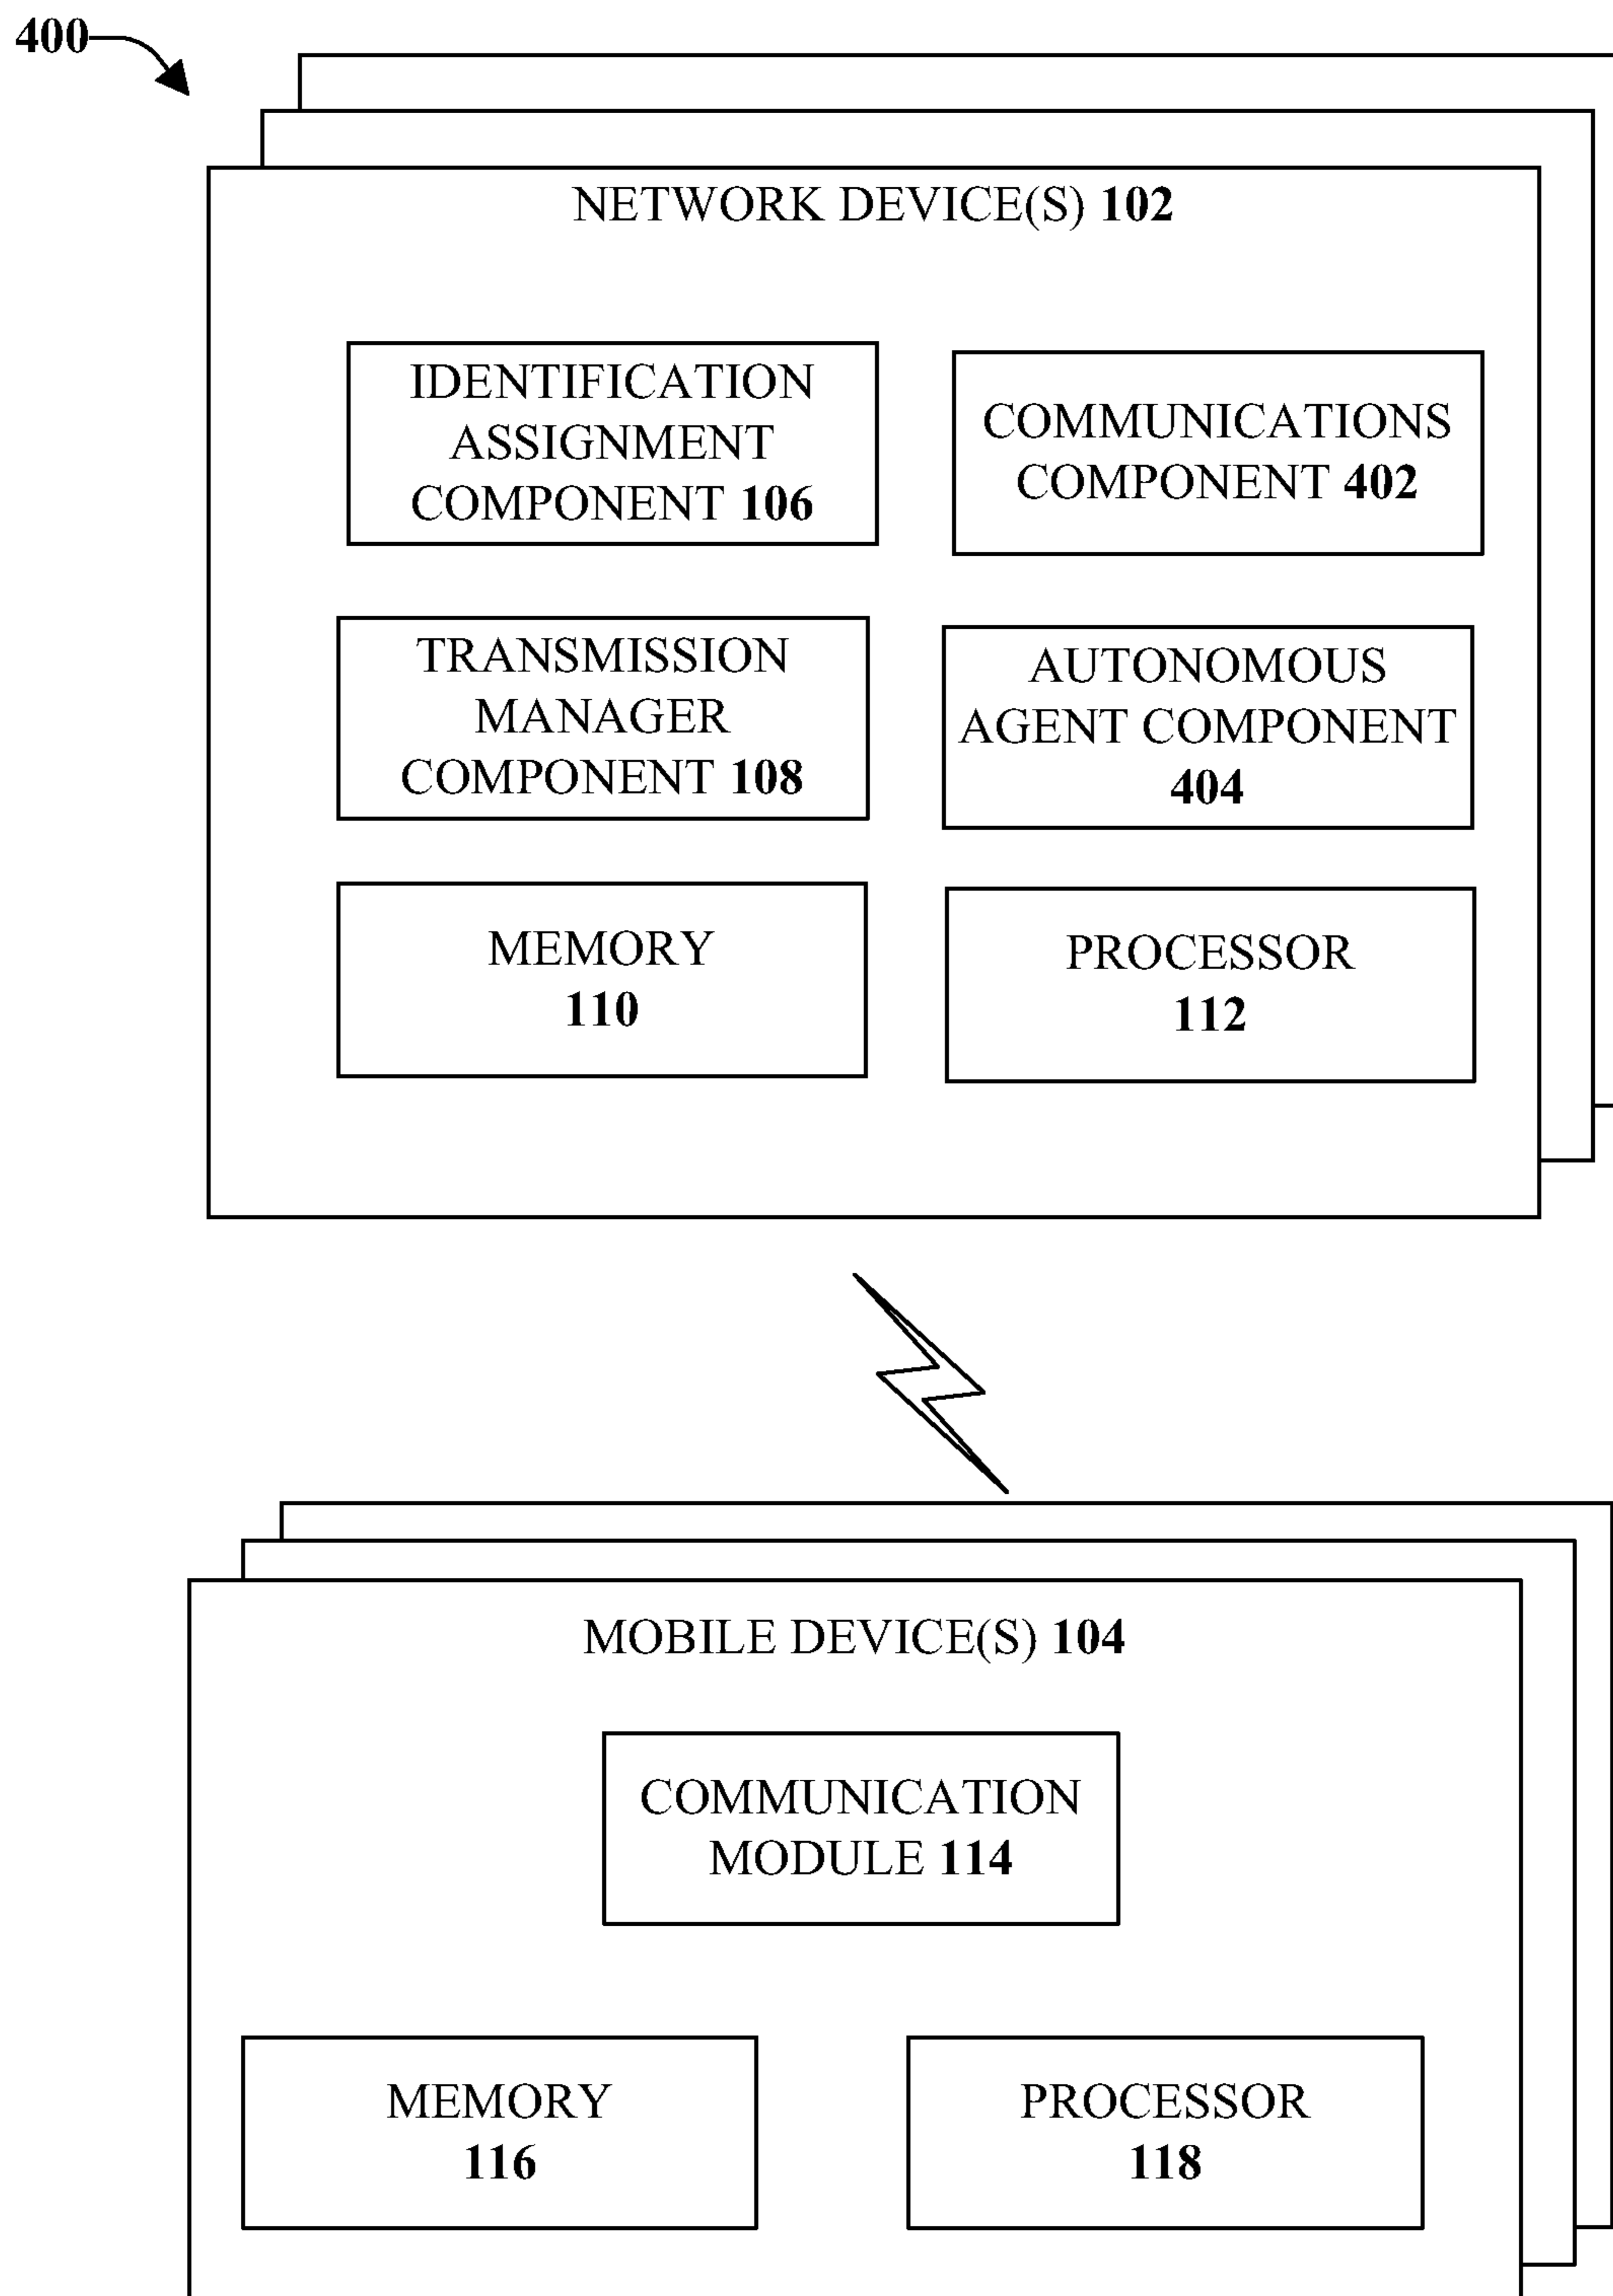 400
NETWORK DEVICE(S) 102
IDENTIFICATION
ASSIGNMENT
COMPONENT 106
COMMUNICATIONS
COMPONENT 402
TRANSMISSION
MANAGER
COMPONENT 108
AUTONOMOUS
AGENT COMPONENT
404
MEMORY
110
PROCESSOR
112
MOBILE DEVICE(S) 104
COMMUNICATION
MODULE 114
MEMORY
116
PROCESSOR
118